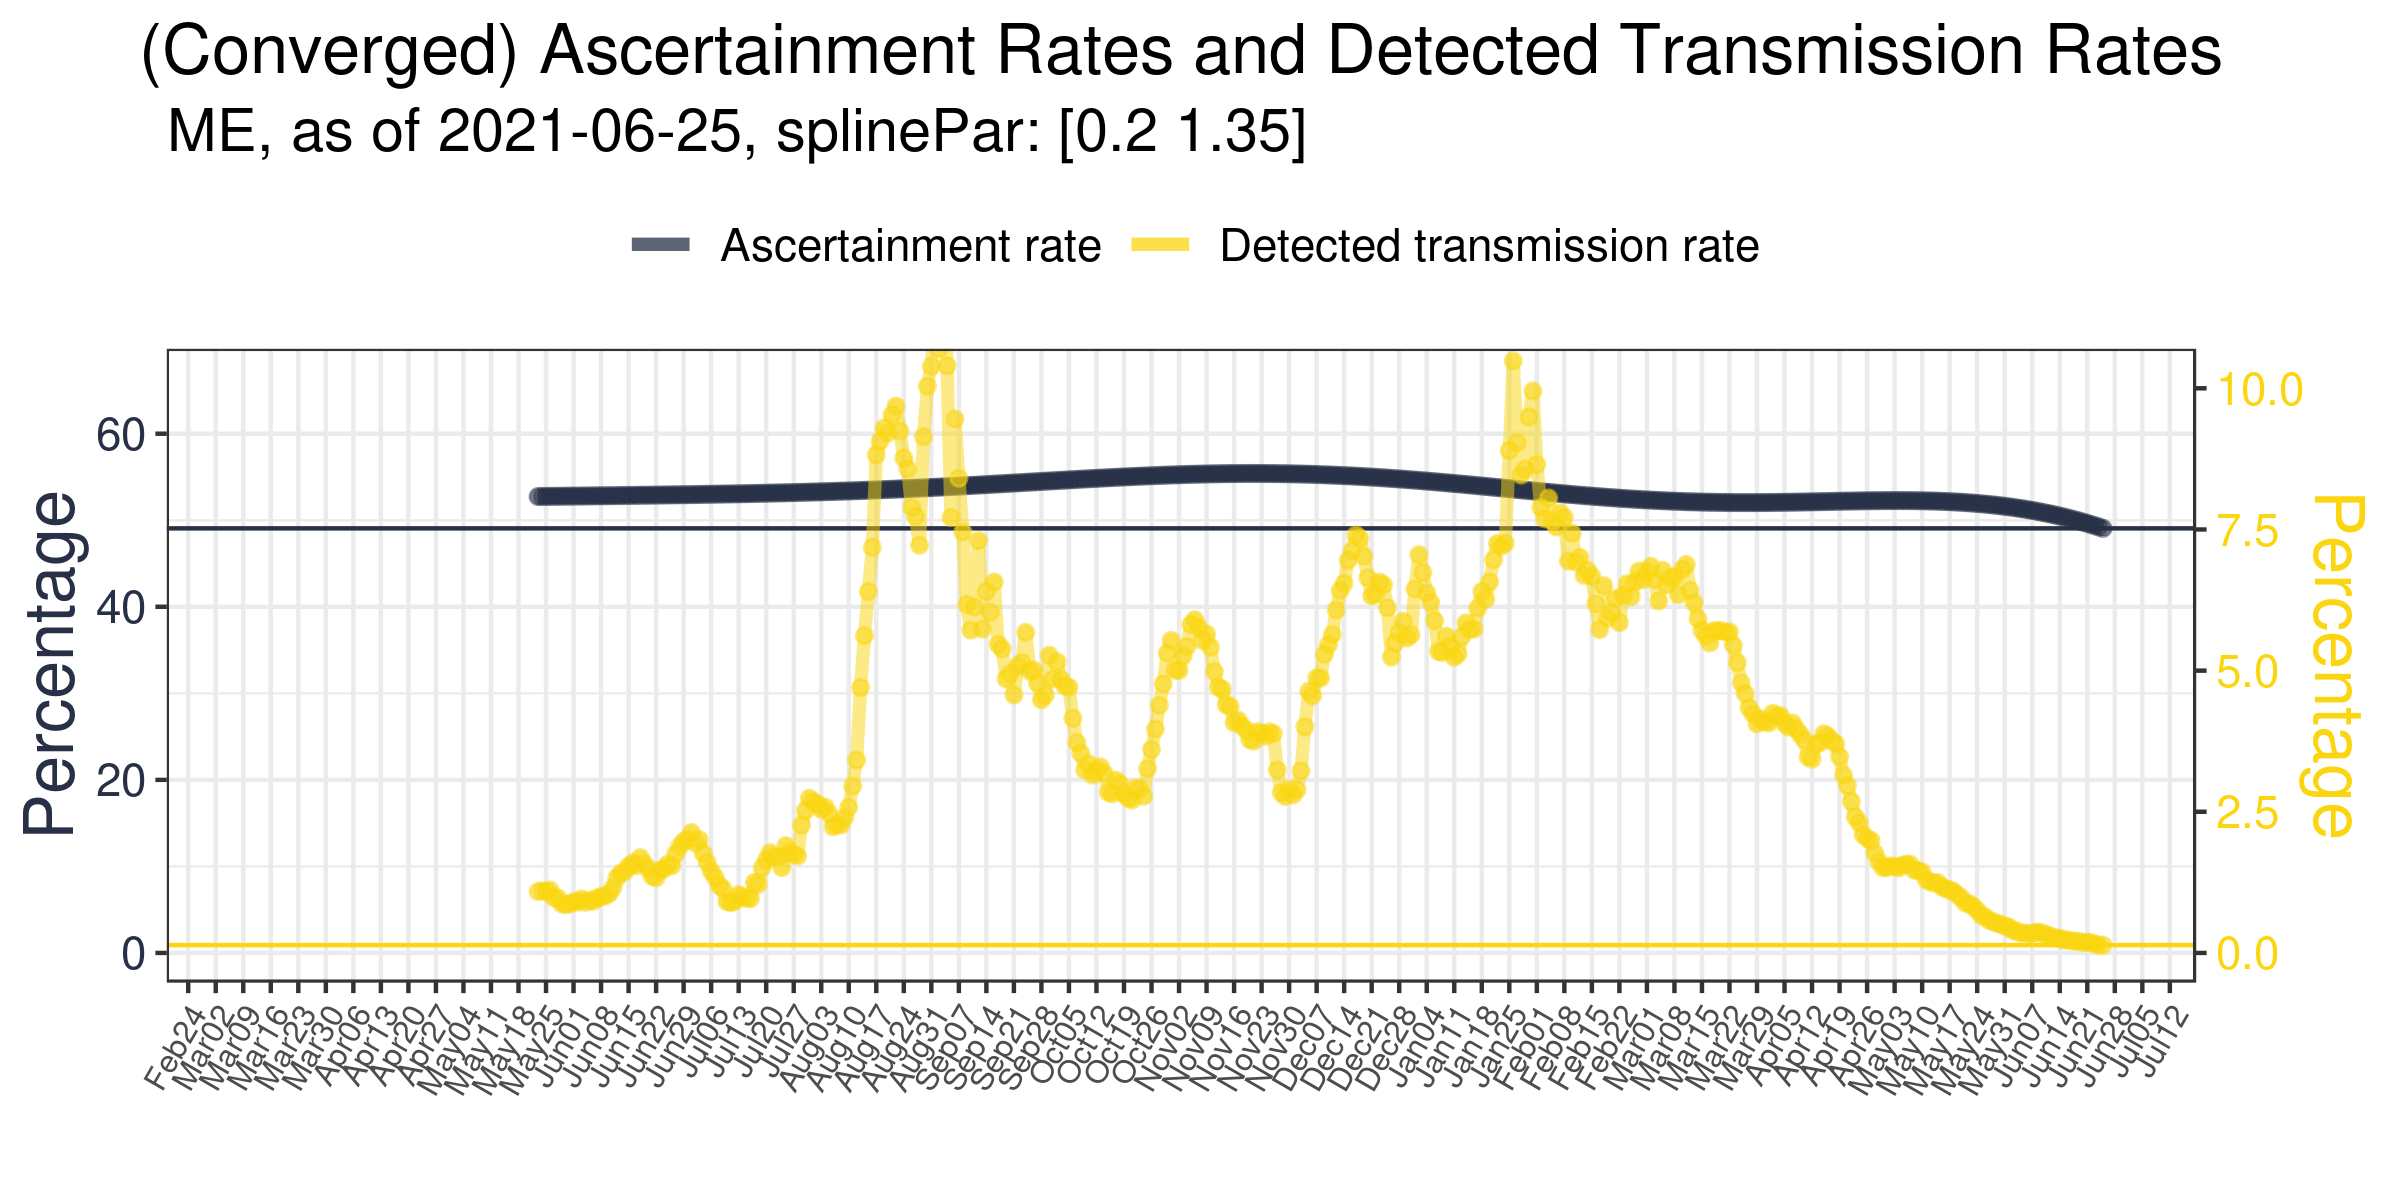 (Converged) Ascertainment Rates and Detected Transmission Rates
ME, as of 2021-06-25, splinePar: [0.2 1.35]
Ascertainment rate
Detected transmission rate
Percentage
60
40
20
0
10.0
7.5
5.0
2.5
0.0
Percentage
Feb24
Mar02
Mar09
Mar16
Mar23
Mar30
Apr06
Apr13
Apr20
Apr27
May04
May11
May18
May25
Jun01
Jun08
Jun15
Jun22
Jun29
Jul06
Jul13
Jul20
Jul27
Aug03
Aug10
Aug17
Aug24
Aug31
Sep07
Sep14
Sep21
Sep28
Oct05
Oct12
Oct19
Oct26
Nov02
Nov09
Nov16
Nov23
Nov30
Dec07
Dec14
Dec21
Dec28
Jan04
Jan11
Jan18
Jan25
Feb01
Feb08
Feb15
Feb22
Mar01
Mar08
Mar15
Mar22
Mar29
Apr05
Apr12
Apr19
Apr26
May03
May10
May17
May24
May31
Jun07
Jun14
Jun21
Jun28
Jul05
Jul12